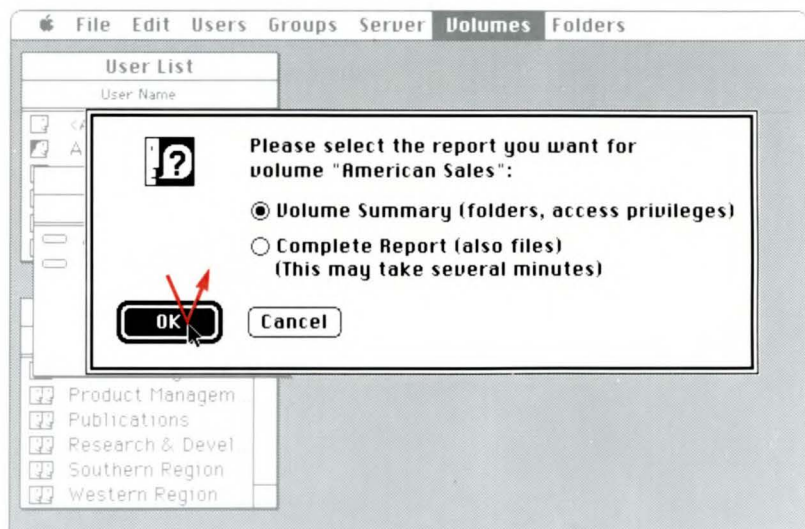 File Edit Users Groups Server Volumes Folders
User List
User Name
<A
A
Please select the report you want for
volume "American Sales":
Volume Summary (folders, access privileges)
Complete Report (also files)
(This may take several minutes)
OK
Cancel
Product Managem
Publications
Research & Devel
Southern Region
Western Region